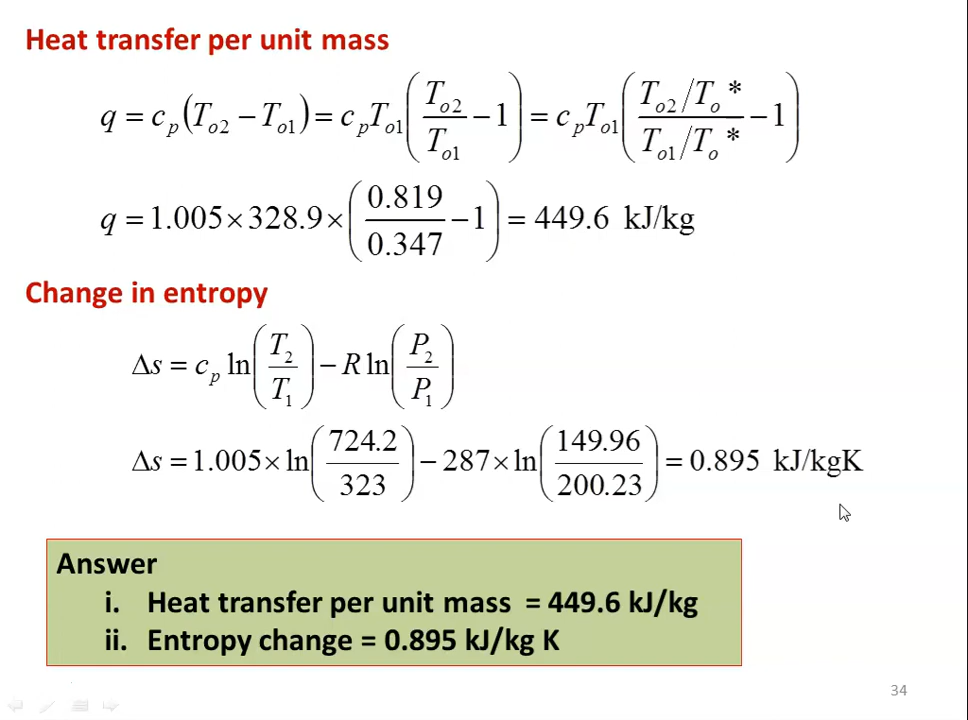 Heat transfer per unit mass
q = c_p (T_o2 − T_o1) = c_p T_o1 (T_o2/T_o1 − 1) = c_p T_o1 ((T_o2/T_o*)/(T_o1/T_o*) − 1)
q = 1.005 × 328.9 × (0.819/0.347 − 1) = 449.6 kJ/kg
Change in entropy
Δs = c_p ln(T_2/T_1) − R ln(P_2/P_1)
Δs = 1.005 × ln(724.2/323) − 287 × ln(149.96/200.23) = 0.895 kJ/kgK
Answer
i. Heat transfer per unit mass = 449.6 kJ/kg
ii. Entropy change = 0.895 kJ/kg K
34